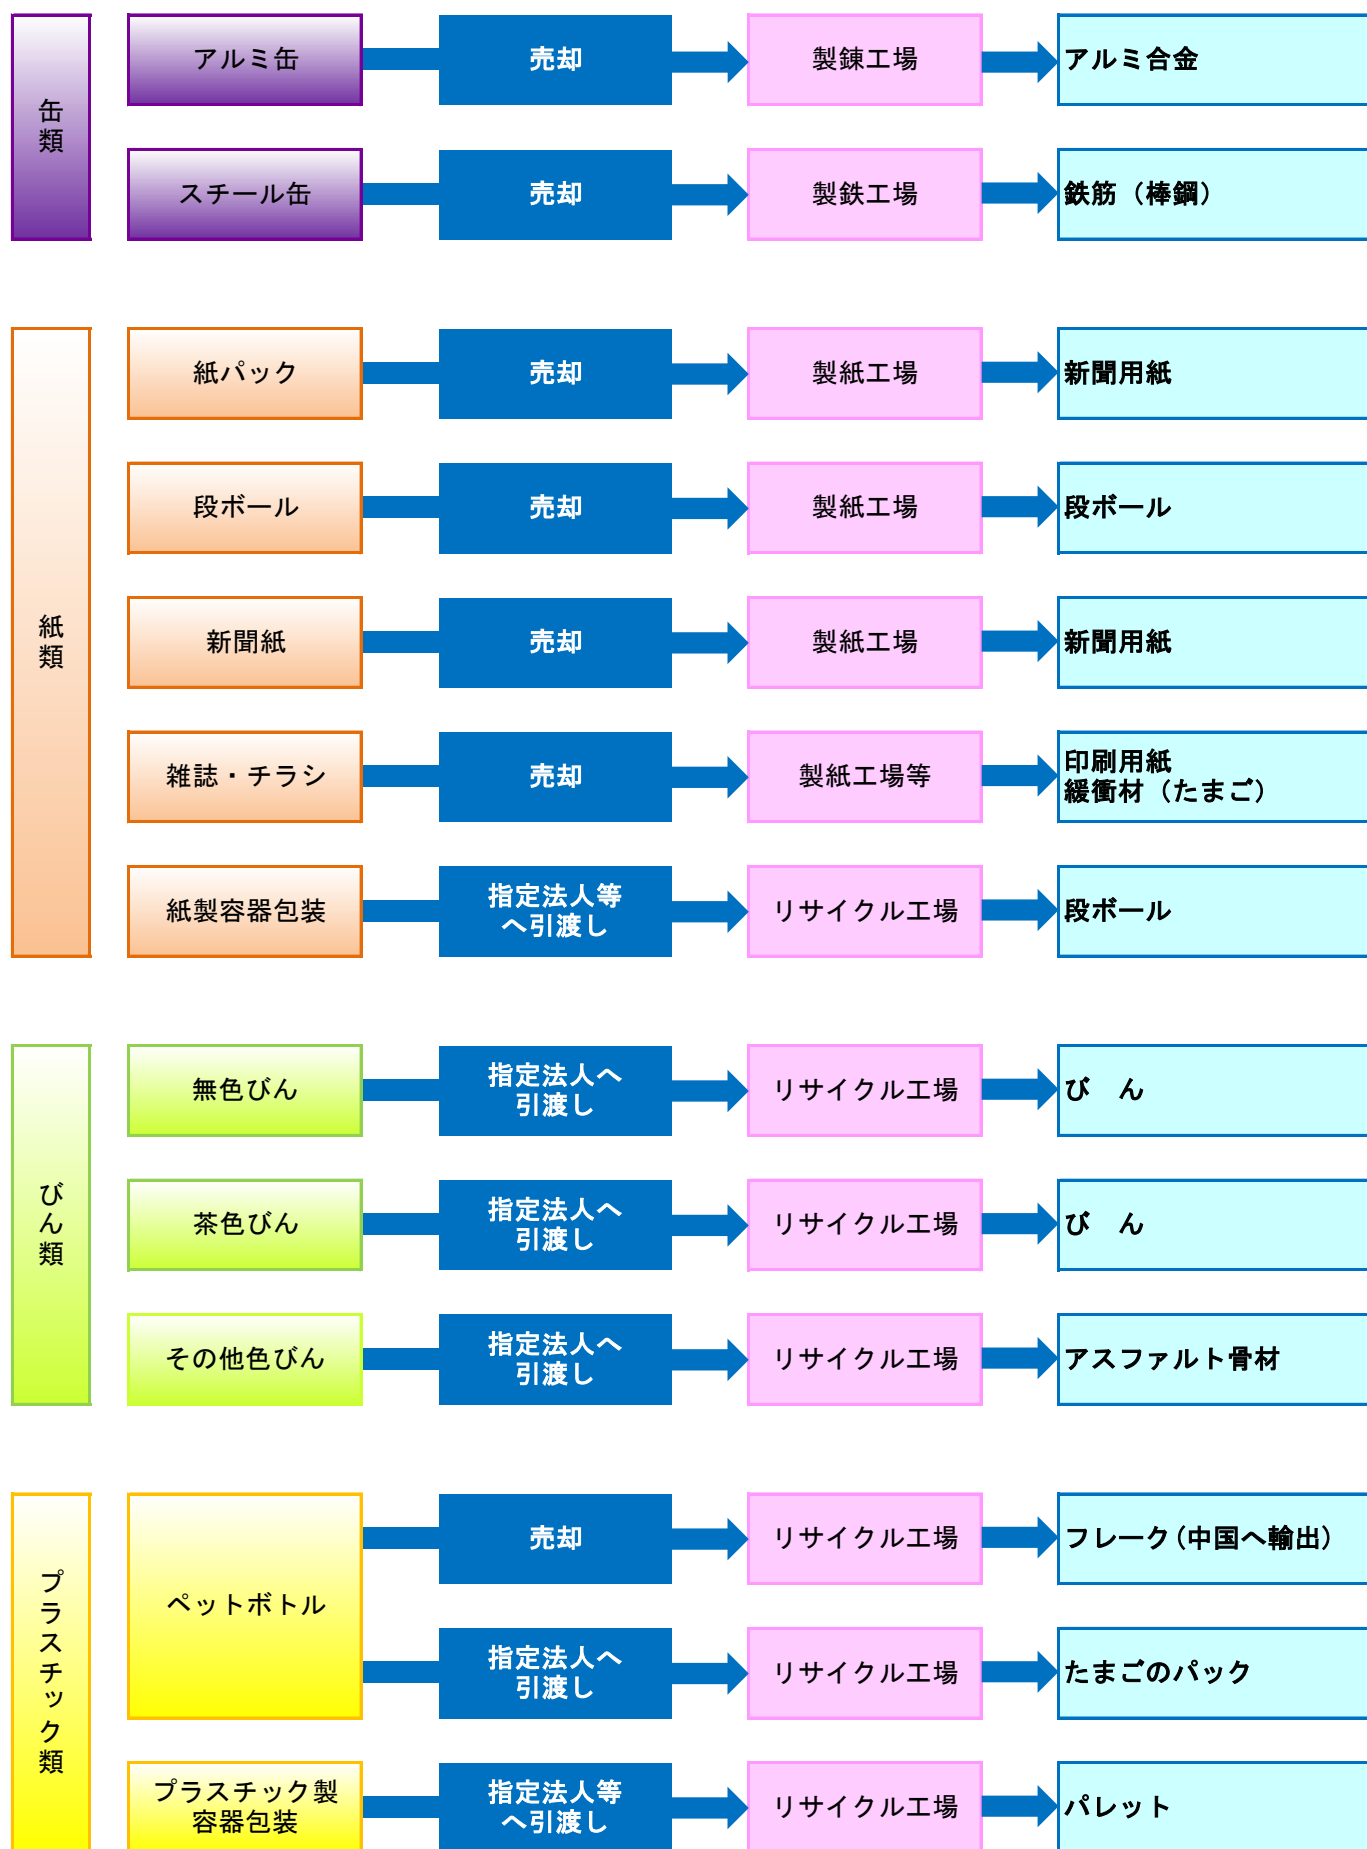 缶類
アルミ缶
売却
製錬工場
アルミ合金
スチール缶
売却
製鉄工場
鉄筋（棒鋼）
紙類
紙パック
売却
製紙工場
新聞用紙
段ボール
売却
製紙工場
段ボール
新聞紙
売却
製紙工場
新聞用紙
雑誌・チラシ
売却
製紙工場等
印刷用紙
緩衝材（たまご）
紙製容器包装
指定法人等
へ引渡し
リサイクル工場
段ボール
びん類
無色びん
指定法人へ
引渡し
リサイクル工場
び　ん
茶色びん
指定法人へ
引渡し
リサイクル工場
び　ん
その他色びん
指定法人へ
引渡し
リサイクル工場
アスファルト骨材
プラスチック類
ペットボトル
売却
リサイクル工場
フレーク（中国へ輸出）
指定法人へ
引渡し
リサイクル工場
たまごのパック
プラスチック製
容器包装
指定法人等
へ引渡し
リサイクル工場
パレット